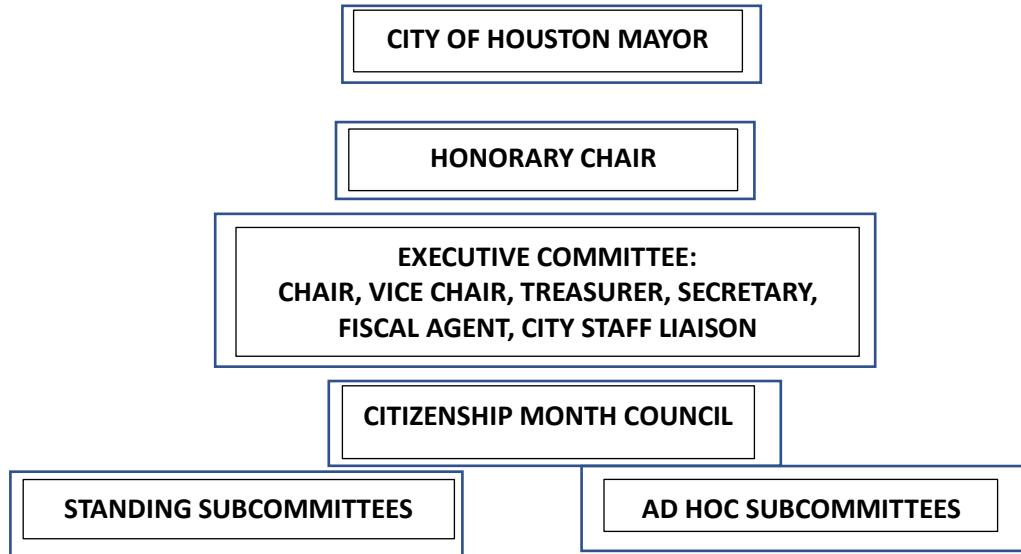 CITY OF HOUSTON MAYOR
HONORARY CHAIR
EXECUTIVE COMMITTEE:
CHAIR, VICE CHAIR, TREASURER, SECRETARY,
FISCAL AGENT, CITY STAFF LIAISON
CITIZENSHIP MONTH COUNCIL
STANDING SUBCOMMITTEES
AD HOC SUBCOMMITTEES